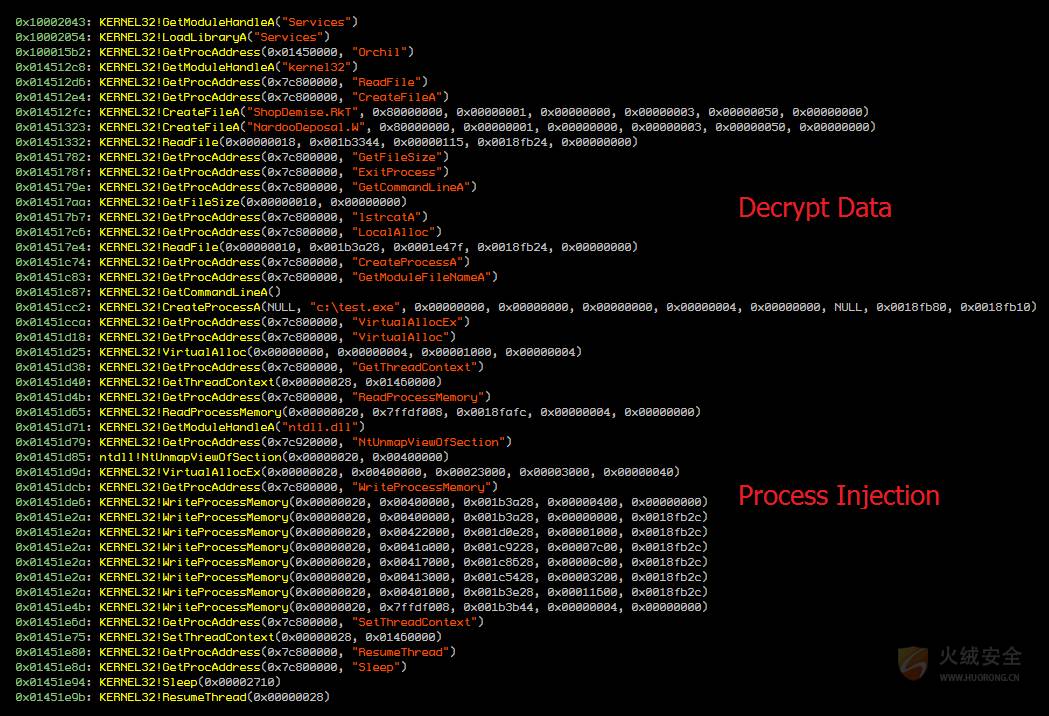 0x10002043: KERNEL32!GetModuleHandleA("Services")
0x10002054: KERNEL32!LoadLibraryA("Services")
0x100015b2: KERNEL32!GetProcAddress(0x01450000, "Orchil")
0x014512c8: KERNEL32!GetModuleHandleA("kernel32")
0x014512d6: KERNEL32!GetProcAddress(0x7c800000, "ReadFile")
0x014512e4: KERNEL32!GetProcAddress(0x7c800000, "CreateFileA")
0x014512fc: KERNEL32!CreateFileA("ShopDemise.RkT", 0x80000000, 0x00000001, 0x00000000, 0x00000003, 0x00000050, 0x00000000)
0x01451323: KERNEL32!CreateFileA("NardooDeposal.W", 0x80000000, 0x00000001, 0x00000000, 0x00000003, 0x00000050, 0x00000000)
0x01451332: KERNEL32!ReadFile(0x00000018, 0x001b3344, 0x00000115, 0x0018fb24, 0x00000000)
0x01451782: KERNEL32!GetProcAddress(0x7c800000, "GetFileSize")
0x0145178f: KERNEL32!GetProcAddress(0x7c800000, "ExitProcess")
0x0145179e: KERNEL32!GetProcAddress(0x7c800000, "GetCommandLineA")
0x014517aa: KERNEL32!GetFileSize(0x00000010, 0x00000000)
0x014517b7: KERNEL32!GetProcAddress(0x7c800000, "lstrcatA")
0x014517c6: KERNEL32!GetProcAddress(0x7c800000, "LocalAlloc")
0x014517e4: KERNEL32!ReadFile(0x00000010, 0x001b3a28, 0x0001e47f, 0x0018fb24, 0x00000000)
0x01451c74: KERNEL32!GetProcAddress(0x7c800000, "CreateProcessA")
0x01451c83: KERNEL32!GetProcAddress(0x7c800000, "GetModuleFileNameA")
0x01451c87: KERNEL32!GetCommandLineA()
0x01451cc2: KERNEL32!CreateProcessA(NULL, "c:\test.exe", 0x00000000, 0x00000000, 0x00000000, 0x00000004, 0x00000000, NULL, 0x0018fb80, 0x0018fb10)
0x01451cca: KERNEL32!GetProcAddress(0x7c800000, "VirtualAllocEx")
0x01451d18: KERNEL32!GetProcAddress(0x7c800000, "VirtualAlloc")
0x01451d25: KERNEL32!VirtualAlloc(0x00000000, 0x00000004, 0x00001000, 0x00000004)
0x01451d38: KERNEL32!GetProcAddress(0x7c800000, "GetThreadContext")
0x01451d40: KERNEL32!GetThreadContext(0x00000028, 0x01460000)
0x01451d4b: KERNEL32!GetProcAddress(0x7c800000, "ReadProcessMemory")
0x01451d65: KERNEL32!ReadProcessMemory(0x00000020, 0x7ffdf008, 0x0018fafc, 0x00000004, 0x00000000)
0x01451d71: KERNEL32!GetModuleHandleA("ntdll.dll")
0x01451d79: KERNEL32!GetProcAddress(0x7c920000, "NtUnmapViewOfSection")
0x01451d85: ntdll!NtUnmapViewOfSection(0x00000020, 0x00400000)
0x01451d9d: KERNEL32!VirtualAllocEx(0x00000020, 0x00400000, 0x00023000, 0x00003000, 0x00000040)
0x01451dcb: KERNEL32!GetProcAddress(0x7c800000, "WriteProcessMemory")
0x01451de6: KERNEL32!WriteProcessMemory(0x00000020, 0x00400000, 0x001b3a28, 0x00000400, 0x00000000)
0x01451e2a: KERNEL32!WriteProcessMemory(0x00000020, 0x00400000, 0x001b3a28, 0x00000000, 0x0018fb2c)
0x01451e2a: KERNEL32!WriteProcessMemory(0x00000020, 0x00422000, 0x001d0e28, 0x00001000, 0x0018fb2c)
0x01451e2a: KERNEL32!WriteProcessMemory(0x00000020, 0x0041a000, 0x001c9228, 0x00007c00, 0x0018fb2c)
0x01451e2a: KERNEL32!WriteProcessMemory(0x00000020, 0x00417000, 0x001c8628, 0x00000c00, 0x0018fb2c)
0x01451e2a: KERNEL32!WriteProcessMemory(0x00000020, 0x00413000, 0x001c5428, 0x00003200, 0x0018fb2c)
0x01451e2a: KERNEL32!WriteProcessMemory(0x00000020, 0x00401000, 0x001b3e28, 0x00011600, 0x0018fb2c)
0x01451e4b: KERNEL32!WriteProcessMemory(0x00000020, 0x7ffdf008, 0x001b3b44, 0x00000004, 0x00000000)
0x01451e6d: KERNEL32!GetProcAddress(0x7c800000, "SetThreadContext")
0x01451e75: KERNEL32!SetThreadContext(0x00000028, 0x01460000)
0x01451e80: KERNEL32!GetProcAddress(0x7c800000, "ResumeThread")
0x01451e8d: KERNEL32!GetProcAddress(0x7c800000, "Sleep")
0x01451e94: KERNEL32!Sleep(0x00002710)
0x01451e9b: KERNEL32!ResumeThread(0x00000028)
Decrypt Data
Process Injection
火绒安全
WWW.HUORONG.CN